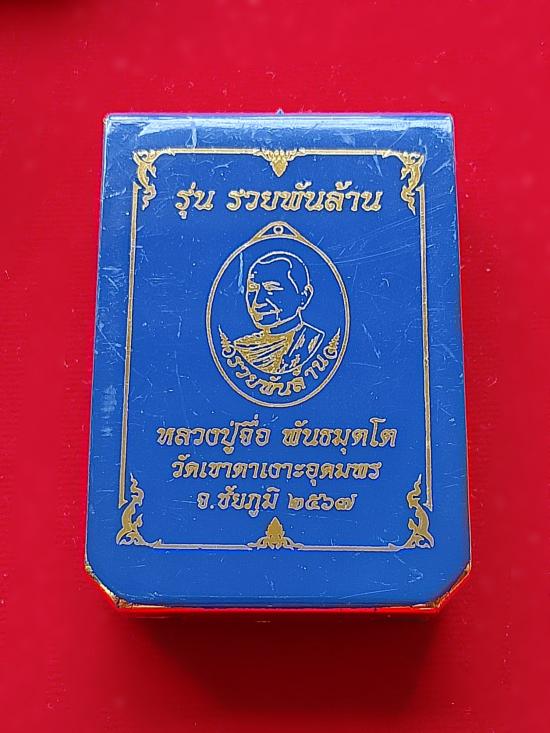 รุ่น รวยพันล้าน
รวยพันล้าน
หลวงปู่จื่อ พันธมุตโต
วัดเขาตาเงาะอุดมพร
จ.ชัยภูมิ ๒๕๖๗